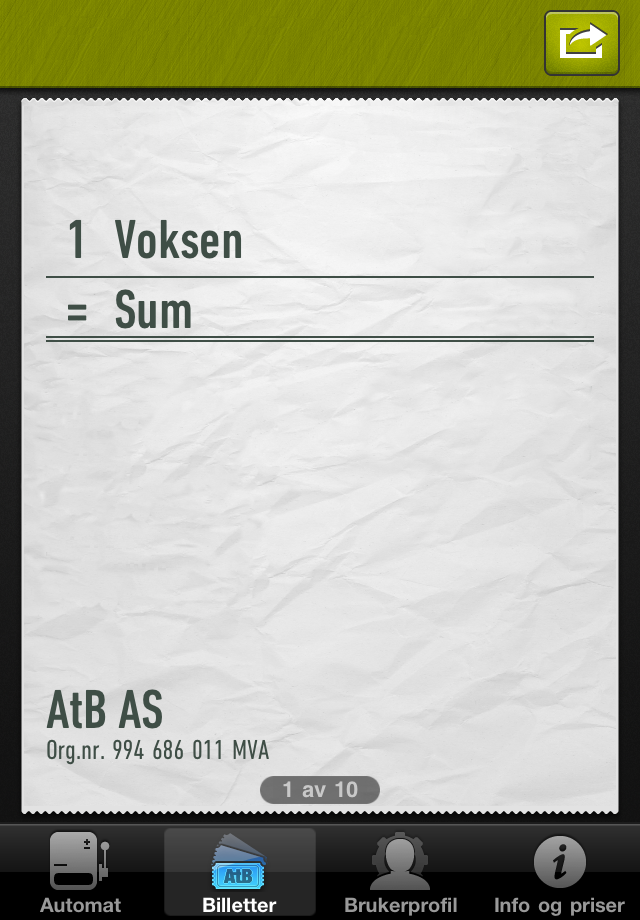 1 Voksen
= Sum
AtB AS
Org.nr. 994 686 011 MVA
1 av 10
AtB
Automat Billetter Brukerprofil Info og priser